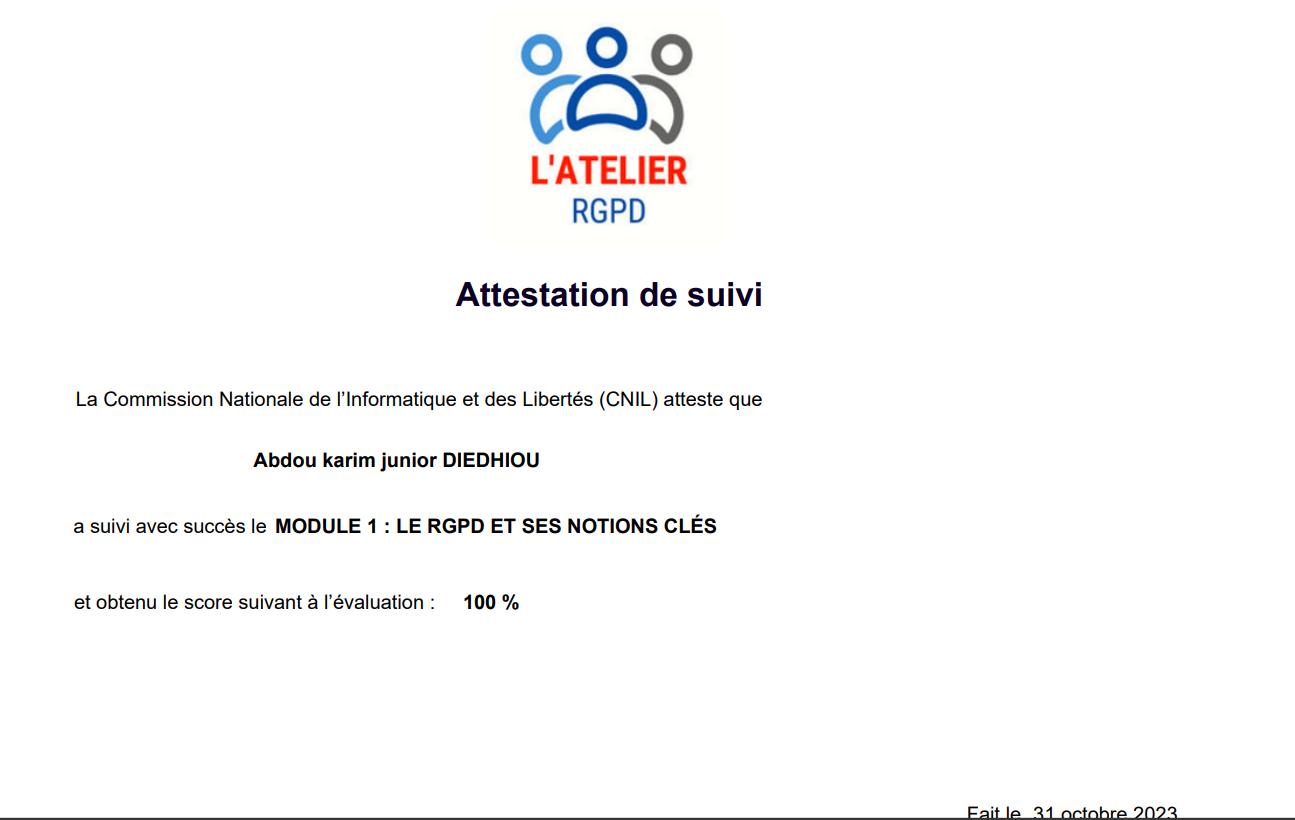 L'ATELIER
RGPD
Attestation de suivi
La Commission Nationale de l’Informatique et des Libertés (CNIL) atteste que
Abdou karim junior DIEDHIOU
a suivi avec succès le MODULE 1 : LE RGPD ET SES NOTIONS CLÉS
et obtenu le score suivant à l’évaluation : 100 %
Fait le 31 octobre 2023